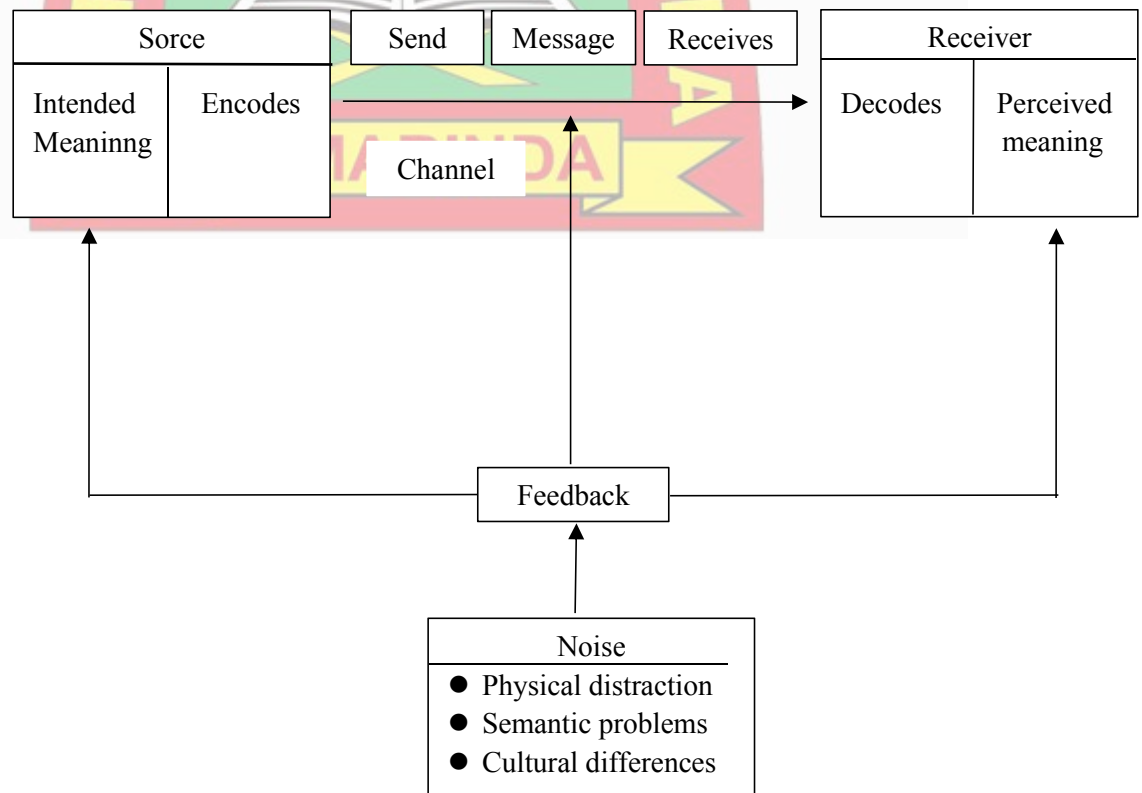 Sorce
Send
Message
Receives
Receiver
Intended
Meaninng
Encodes
Decodes
Perceived
meaning
Channel
Feedback
Noise
● Physical distraction
● Semantic problems
● Cultural differences